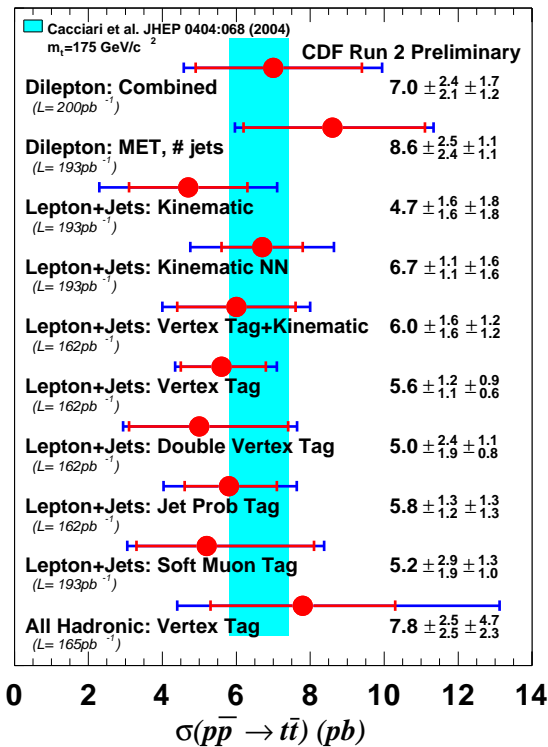 Cacciari et al. JHEP 0404:068 (2004)
m_t=175 GeV/c ²
CDF Run 2 Preliminary
Dilepton: Combined 7.0 ± 2.4 2.1 ± 1.7 1.2
(L= 200pb ⁻¹)
Dilepton: MET, # jets 8.6 ± 2.5 2.4 ± 1.1 1.1
(L= 193pb ⁻¹)
Lepton+Jets: Kinematic 4.7 ± 1.6 1.6 ± 1.8 1.8
(L= 193pb ⁻¹)
Lepton+Jets: Kinematic NN 6.7 ± 1.1 1.1 ± 1.6 1.6
(L= 193pb ⁻¹)
Lepton+Jets: Vertex Tag+Kinematic 6.0 ± 1.6 1.6 ± 1.2 1.2
(L= 162pb ⁻¹)
Lepton+Jets: Vertex Tag 5.6 ± 1.2 1.1 ± 0.9 0.6
(L= 162pb ⁻¹)
Lepton+Jets: Double Vertex Tag 5.0 ± 2.4 1.9 ± 1.1 0.8
(L= 162pb ⁻¹)
Lepton+Jets: Jet Prob Tag 5.8 ± 1.3 1.2 ± 1.3 1.3
(L= 162pb ⁻¹)
Lepton+Jets: Soft Muon Tag 5.2 ± 2.9 1.9 ± 1.3 1.0
(L= 193pb ⁻¹)
All Hadronic: Vertex Tag 7.8 ± 2.5 2.5 ± 4.7 2.3
(L= 165pb ⁻¹)
0 2 4 6 8 10 12 14
σ(pp̅ → tt̅) (pb)